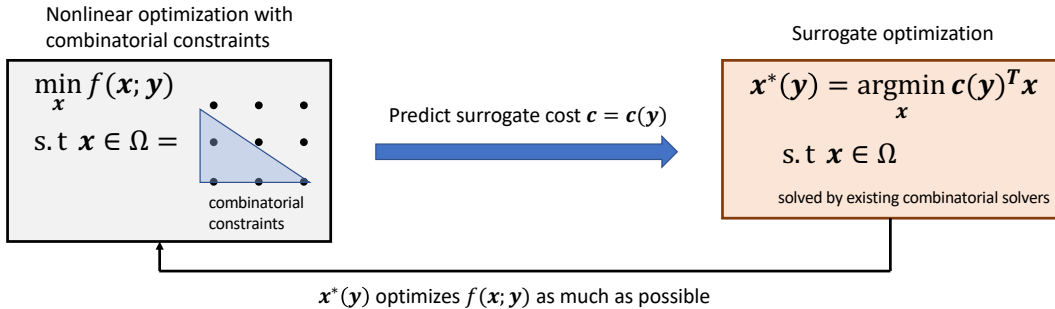 Nonlinear optimization with
combinatorial constraints
min f(x; y)
x
s.t x ∈ Ω =
combinatorial
constraints
Predict surrogate cost c = c(y)
Surrogate optimization
x*(y) = argmin c(y)ᵀx
x
s.t x ∈ Ω
solved by existing combinatorial solvers
x*(y) optimizes f(x; y) as much as possible